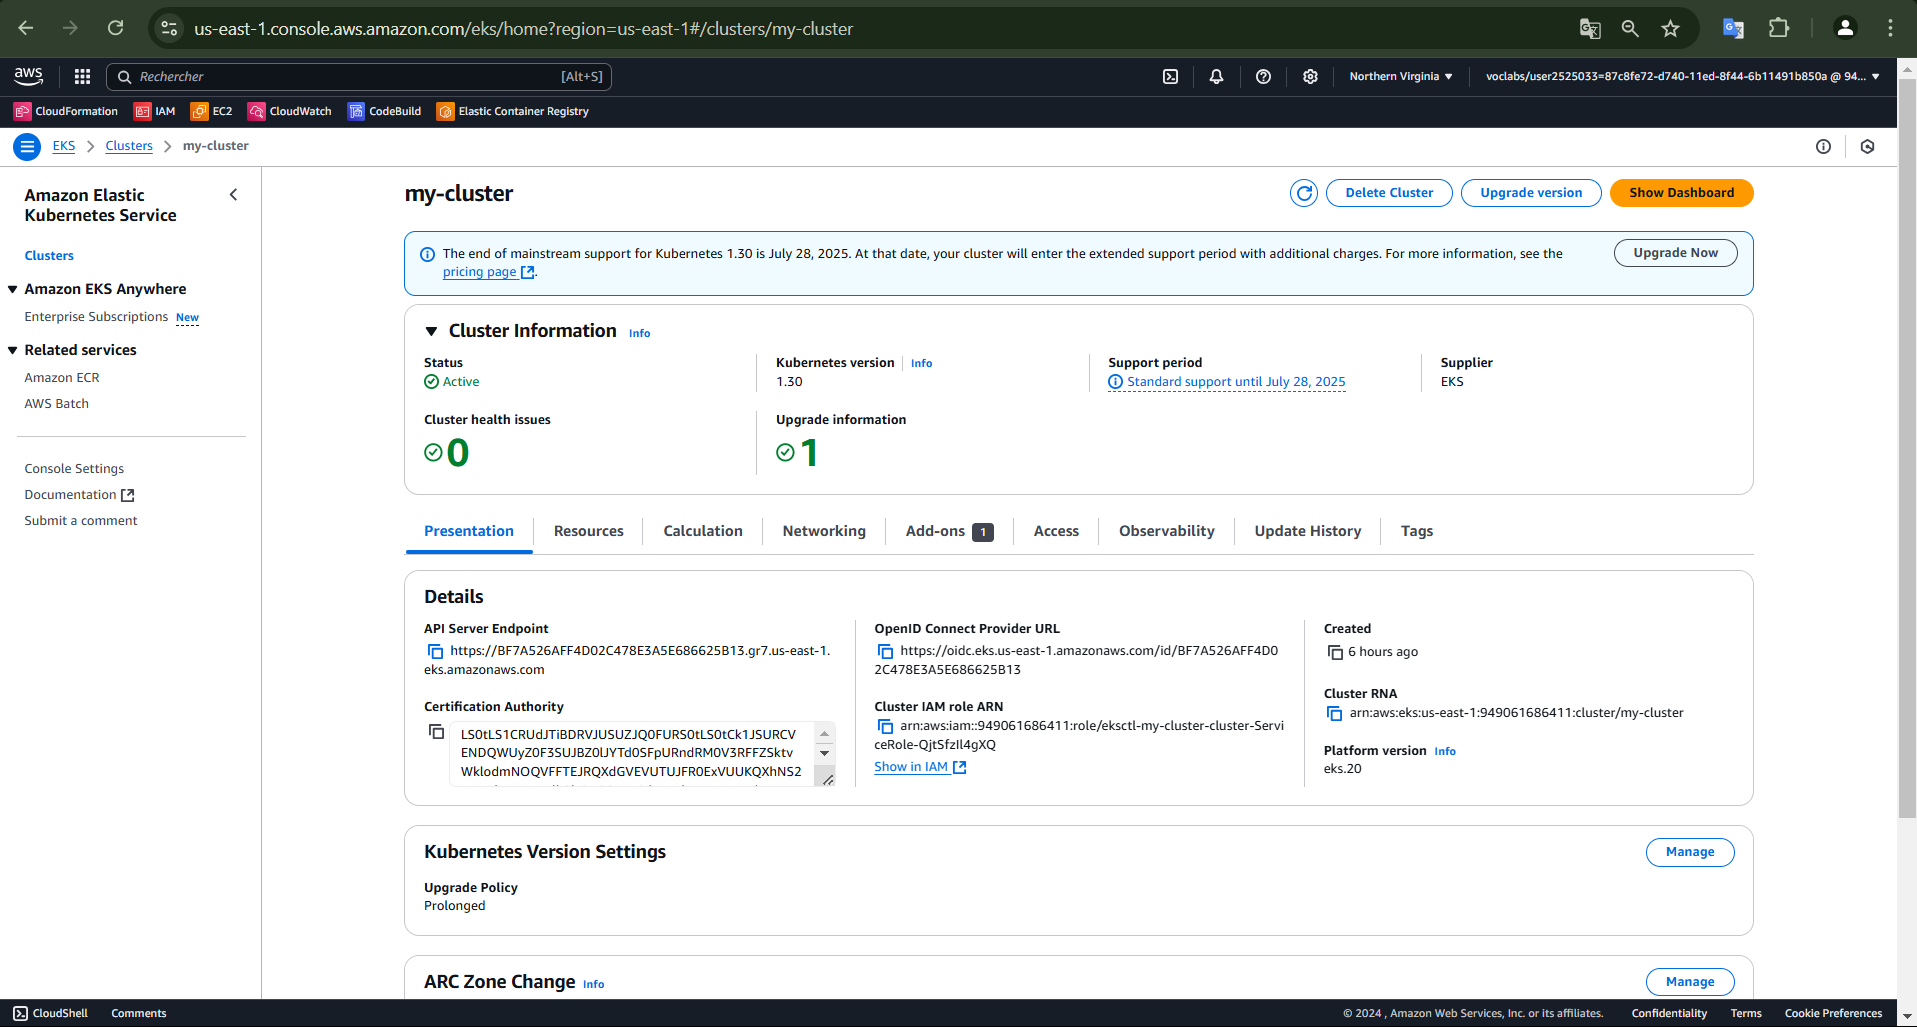 us-east-1.console.aws.amazon.com/eks/home?region=us-east-1#/clusters/my-cluster
aws
Rechercher [Alt+S]
Northern Virginia
voclabs/user2525033=87c8fe72-d740-11ed-8f44-6b11491b850a @ 94...
CloudFormation IAM EC2 CloudWatch CodeBuild Elastic Container Registry
EKS Clusters my-cluster
Amazon Elastic
Kubernetes Service
Clusters
Amazon EKS Anywhere
Enterprise Subscriptions New
Related services
Amazon ECR
AWS Batch
Console Settings
Documentation
Submit a comment
my-cluster
Delete Cluster
Upgrade version
Show Dashboard
The end of mainstream support for Kubernetes 1.30 is July 28, 2025. At that date, your cluster will enter the extended support period with additional charges. For more information, see the
pricing page.
Upgrade Now
Cluster Information Info
Status
Active
Kubernetes version Info
1.30
Support period
Standard support until July 28, 2025
Supplier
EKS
Cluster health issues
0
Upgrade information
1
Presentation Resources Calculation Networking Add-ons 1 Access Observability Update History Tags
Details
API Server Endpoint
https://BF7A526AFF4D02C478E3A5E686625B13.gr7.us-east-1.
eks.amazonaws.com
Certification Authority
LS0tLS1CRUdJTiBDRVJUSUZJQ0FURS0tLS0tCk1JSURCV
ENDQWUyZ0F3SUJBZ0lJYTd0SFpURndRM0V3RFFZSktv
WklodmNOQVFFTEJRQXdGVEVUTUJFR0ExVUUKQXhNS2
OpenID Connect Provider URL
https://oidc.eks.us-east-1.amazonaws.com/id/BF7A526AFF4D0
2C478E3A5E686625B13
Cluster IAM role ARN
arn:aws:iam::949061686411:role/eksctl-my-cluster-cluster-Servi
ceRole-QjtSfzIl4gXQ
Show in IAM
Created
6 hours ago
Cluster RNA
arn:aws:eks:us-east-1:949061686411:cluster/my-cluster
Platform version Info
eks.20
Kubernetes Version Settings
Manage
Upgrade Policy
Prolonged
ARC Zone Change Info
Manage
CloudShell Comments
© 2024 , Amazon Web Services, Inc. or its affiliates. Confidentiality Terms Cookie Preferences